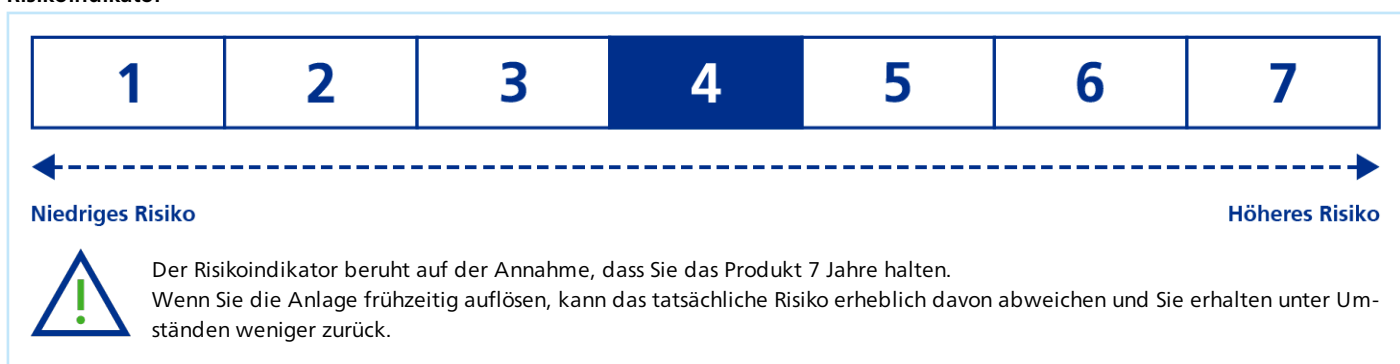 Risikoindikator
1 2 3 4 5 6 7
Niedriges Risiko Höheres Risiko
Der Risikoindikator beruht auf der Annahme, dass Sie das Produkt 7 Jahre halten.
Wenn Sie die Anlage frühzeitig auflösen, kann das tatsächliche Risiko erheblich davon abweichen und Sie erhalten unter Um-
ständen weniger zurück.